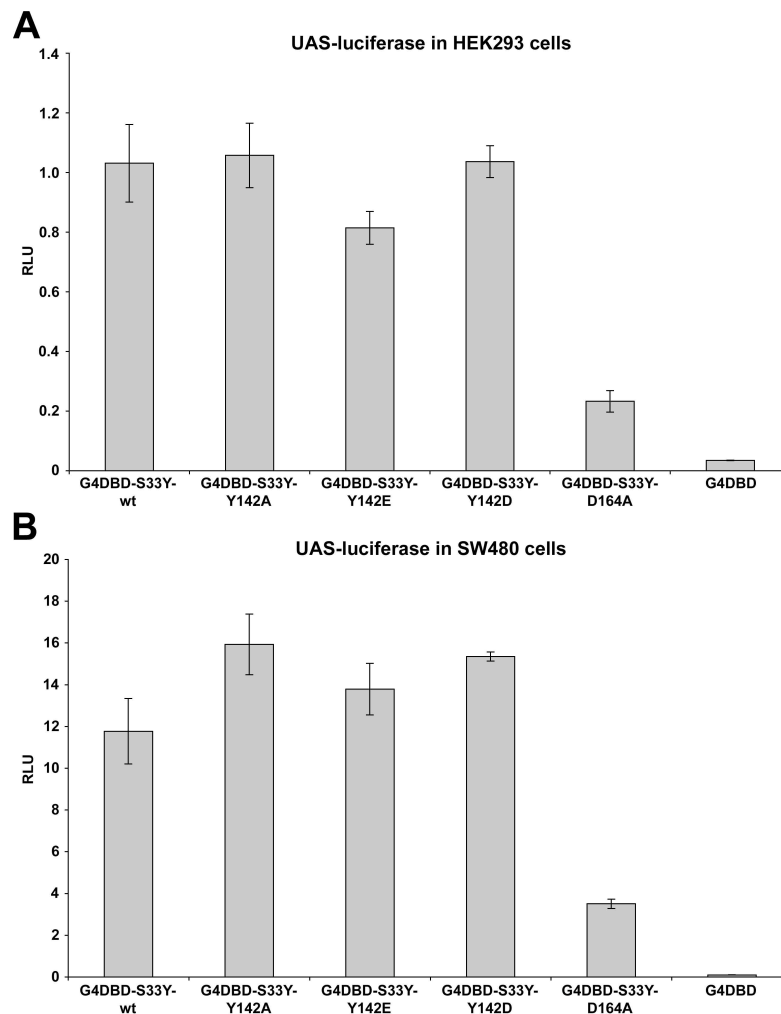 A
UAS-luciferase in HEK293 cells
1.4
1.2
1.0
0.8
0.6
0.4
0.2
0
RLU
G4DBD-S33Y- G4DBD-S33Y- G4DBD-S33Y- G4DBD-S33Y- G4DBD-S33Y- G4DBD
wt Y142A Y142E Y142D D164A
B
UAS-luciferase in SW480 cells
20
18
16
14
12
10
8
6
4
2
0
RLU
G4DBD-S33Y- G4DBD-S33Y- G4DBD-S33Y- G4DBD-S33Y- G4DBD-S33Y- G4DBD
wt Y142A Y142E Y142D D164A